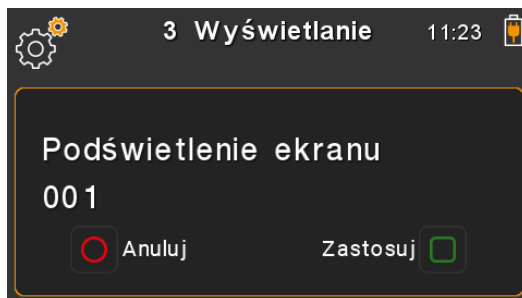 3 Wyświetlanie 11:23
Podświetlenie ekranu
001
Anuluj Zastosuj